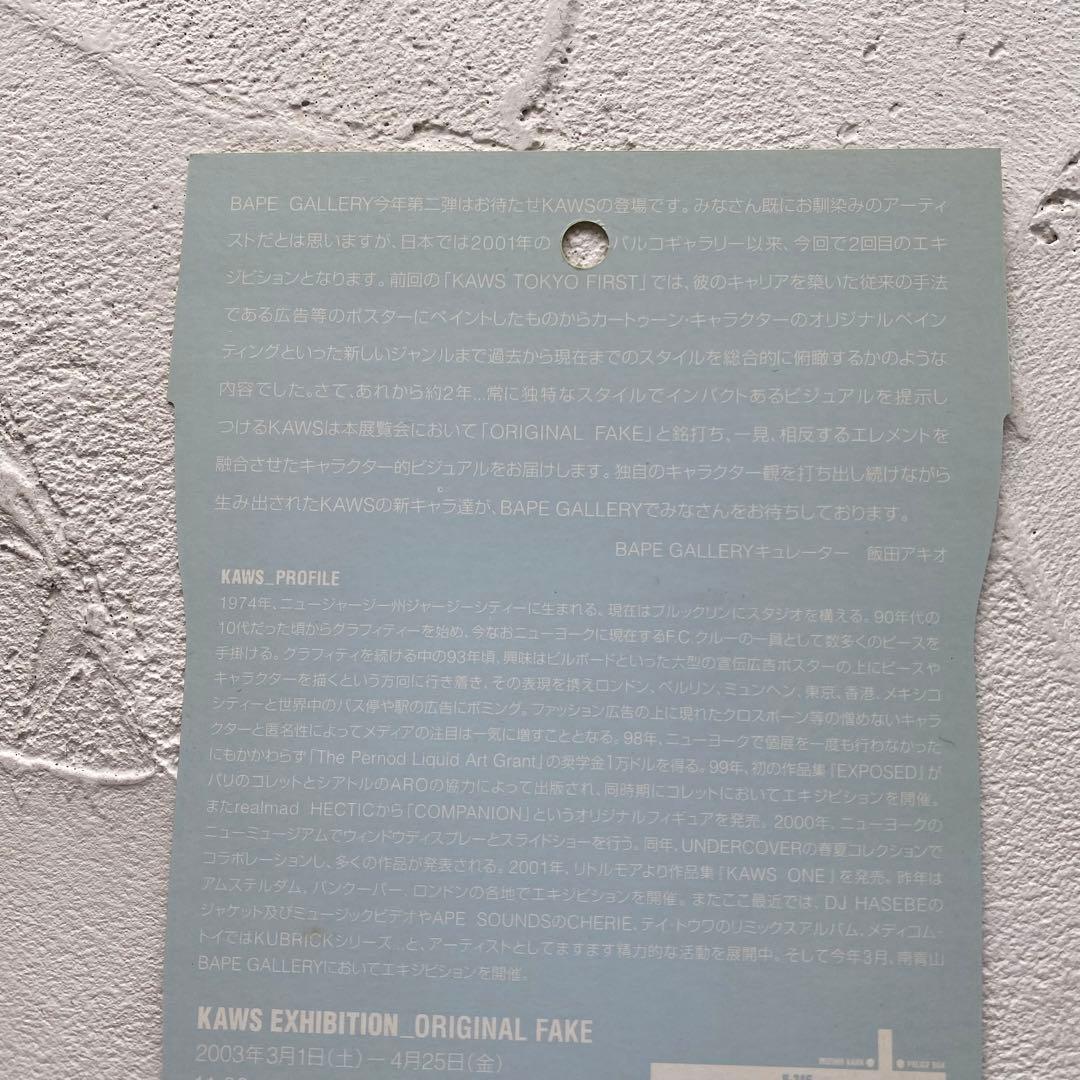 BAPE GALLERY今年第二弾はお待たせKAWSの登場です。みなさん既にお馴染みのアーティ
ストだとは思いますが、日本では2001年の パルコギャラリー以来、今回で2回目のエキ
ジビションとなります。前回の「KAWS TOKYO FIRST」では、彼のキャリアを築いた従来の手法
である広告等のポスターにペイントしたものからカートゥーン・キャラクターのオリジナルペイン
ティングといった新しいジャンルまで過去から現在までのスタイルを総合的に俯瞰するかのような
内容でした。さて、あれから約2年...常に独特なスタイルでインパクトあるビジュアルを提示し
つけるKAWSは本展覧会において「ORIGINAL FAKE」と銘打ち、一見、相反するエレメントを
融合させたキャラクター的ビジュアルをお届けします。独自のキャラクター観を打ち出し続けながら
生み出されたKAWSの新キャラ達が、BAPE GALLERYでみなさんをお待ちしております。
BAPE GALLERYキュレーター 飯田アキオ
KAWS_PROFILE
1974年、ニュージャージー州ジャージーシティーに生まれる。現在はブルックリンにスタジオを構える。90年代の
10代だった頃からグラフィティーを始め、今なおニューヨークに現在するF.C.クルーの一員として数多くのピースを
手掛ける。グラフィティを続ける中の93年頃、興味はビルボードといった大型の宣伝広告ポスターの上にピースや
キャラクターを描くという方向に行き着き、その表現を携えロンドン、ベルリン、ミュンヘン、東京、香港、メキシコ
シティーと世界中のバス停や駅の広告にボミング。ファッション広告の上に現れたクロスボーン等の憎めないキャラ
クターと匿名性によってメディアの注目は一気に増すこととなる。98年、ニューヨークで個展を一度も行わなかった
にもかかわらず「The Pernod Liquid Art Grant」の奨学金1万ドルを得る。99年、初の作品集『EXPOSED』が
パリのコレットとシアトルのAROの協力によって出版され、同時期にコレットにおいてエキジビションを開催。
またrealmad HECTICから「COMPANION」というオリジナルフィギュアを発売。2000年、ニューヨークの
ニューミュージアムでウィンドウディスプレーとスライドショーを行う。同年、UNDERCOVERの春夏コレクションで
コラボレーションし、多くの作品が発表される。2001年、リトルモアより作品集『KAWS ONE』を発売。昨年は
アムステルダム、バンクーバー、ロンドンの各地でエキジビションを開催。またここ最近では、DJ HASEBEの
ジャケット及びミュージックビデオやAPE SOUNDSのCHERIE、テイ・トウワのリミックスアルバム、メディコム・
トイではKUBRICKシリーズ...と、アーティストとしてますます精力的な活動を展開中。そして今年3月、南青山
BAPE GALLERYにおいてエキジビションを開催。
KAWS EXHIBITION_ORIGINAL FAKE
2003年3月1日(土)ー4月25日(金)
POLICE BOX